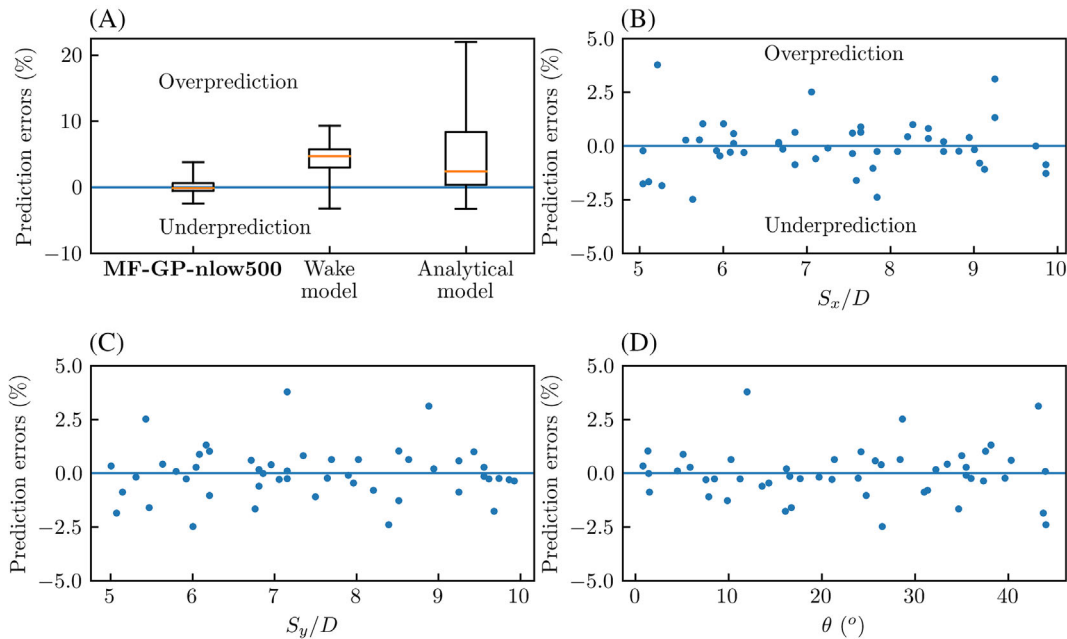 (A)
Prediction errors (%)
20
10
0
−10
Overprediction
Underprediction
MF-GP-nlow500
Wake
model
Analytical
model
(B)
Prediction errors (%)
5.0
2.5
0.0
−2.5
−5.0
Overprediction
Underprediction
5 6 7 8 9 10
Sx/D
(C)
Prediction errors (%)
5.0
2.5
0.0
−2.5
−5.0
5 6 7 8 9 10
Sy/D
(D)
Prediction errors (%)
5.0
2.5
0.0
−2.5
−5.0
0 10 20 30 40
θ (o)